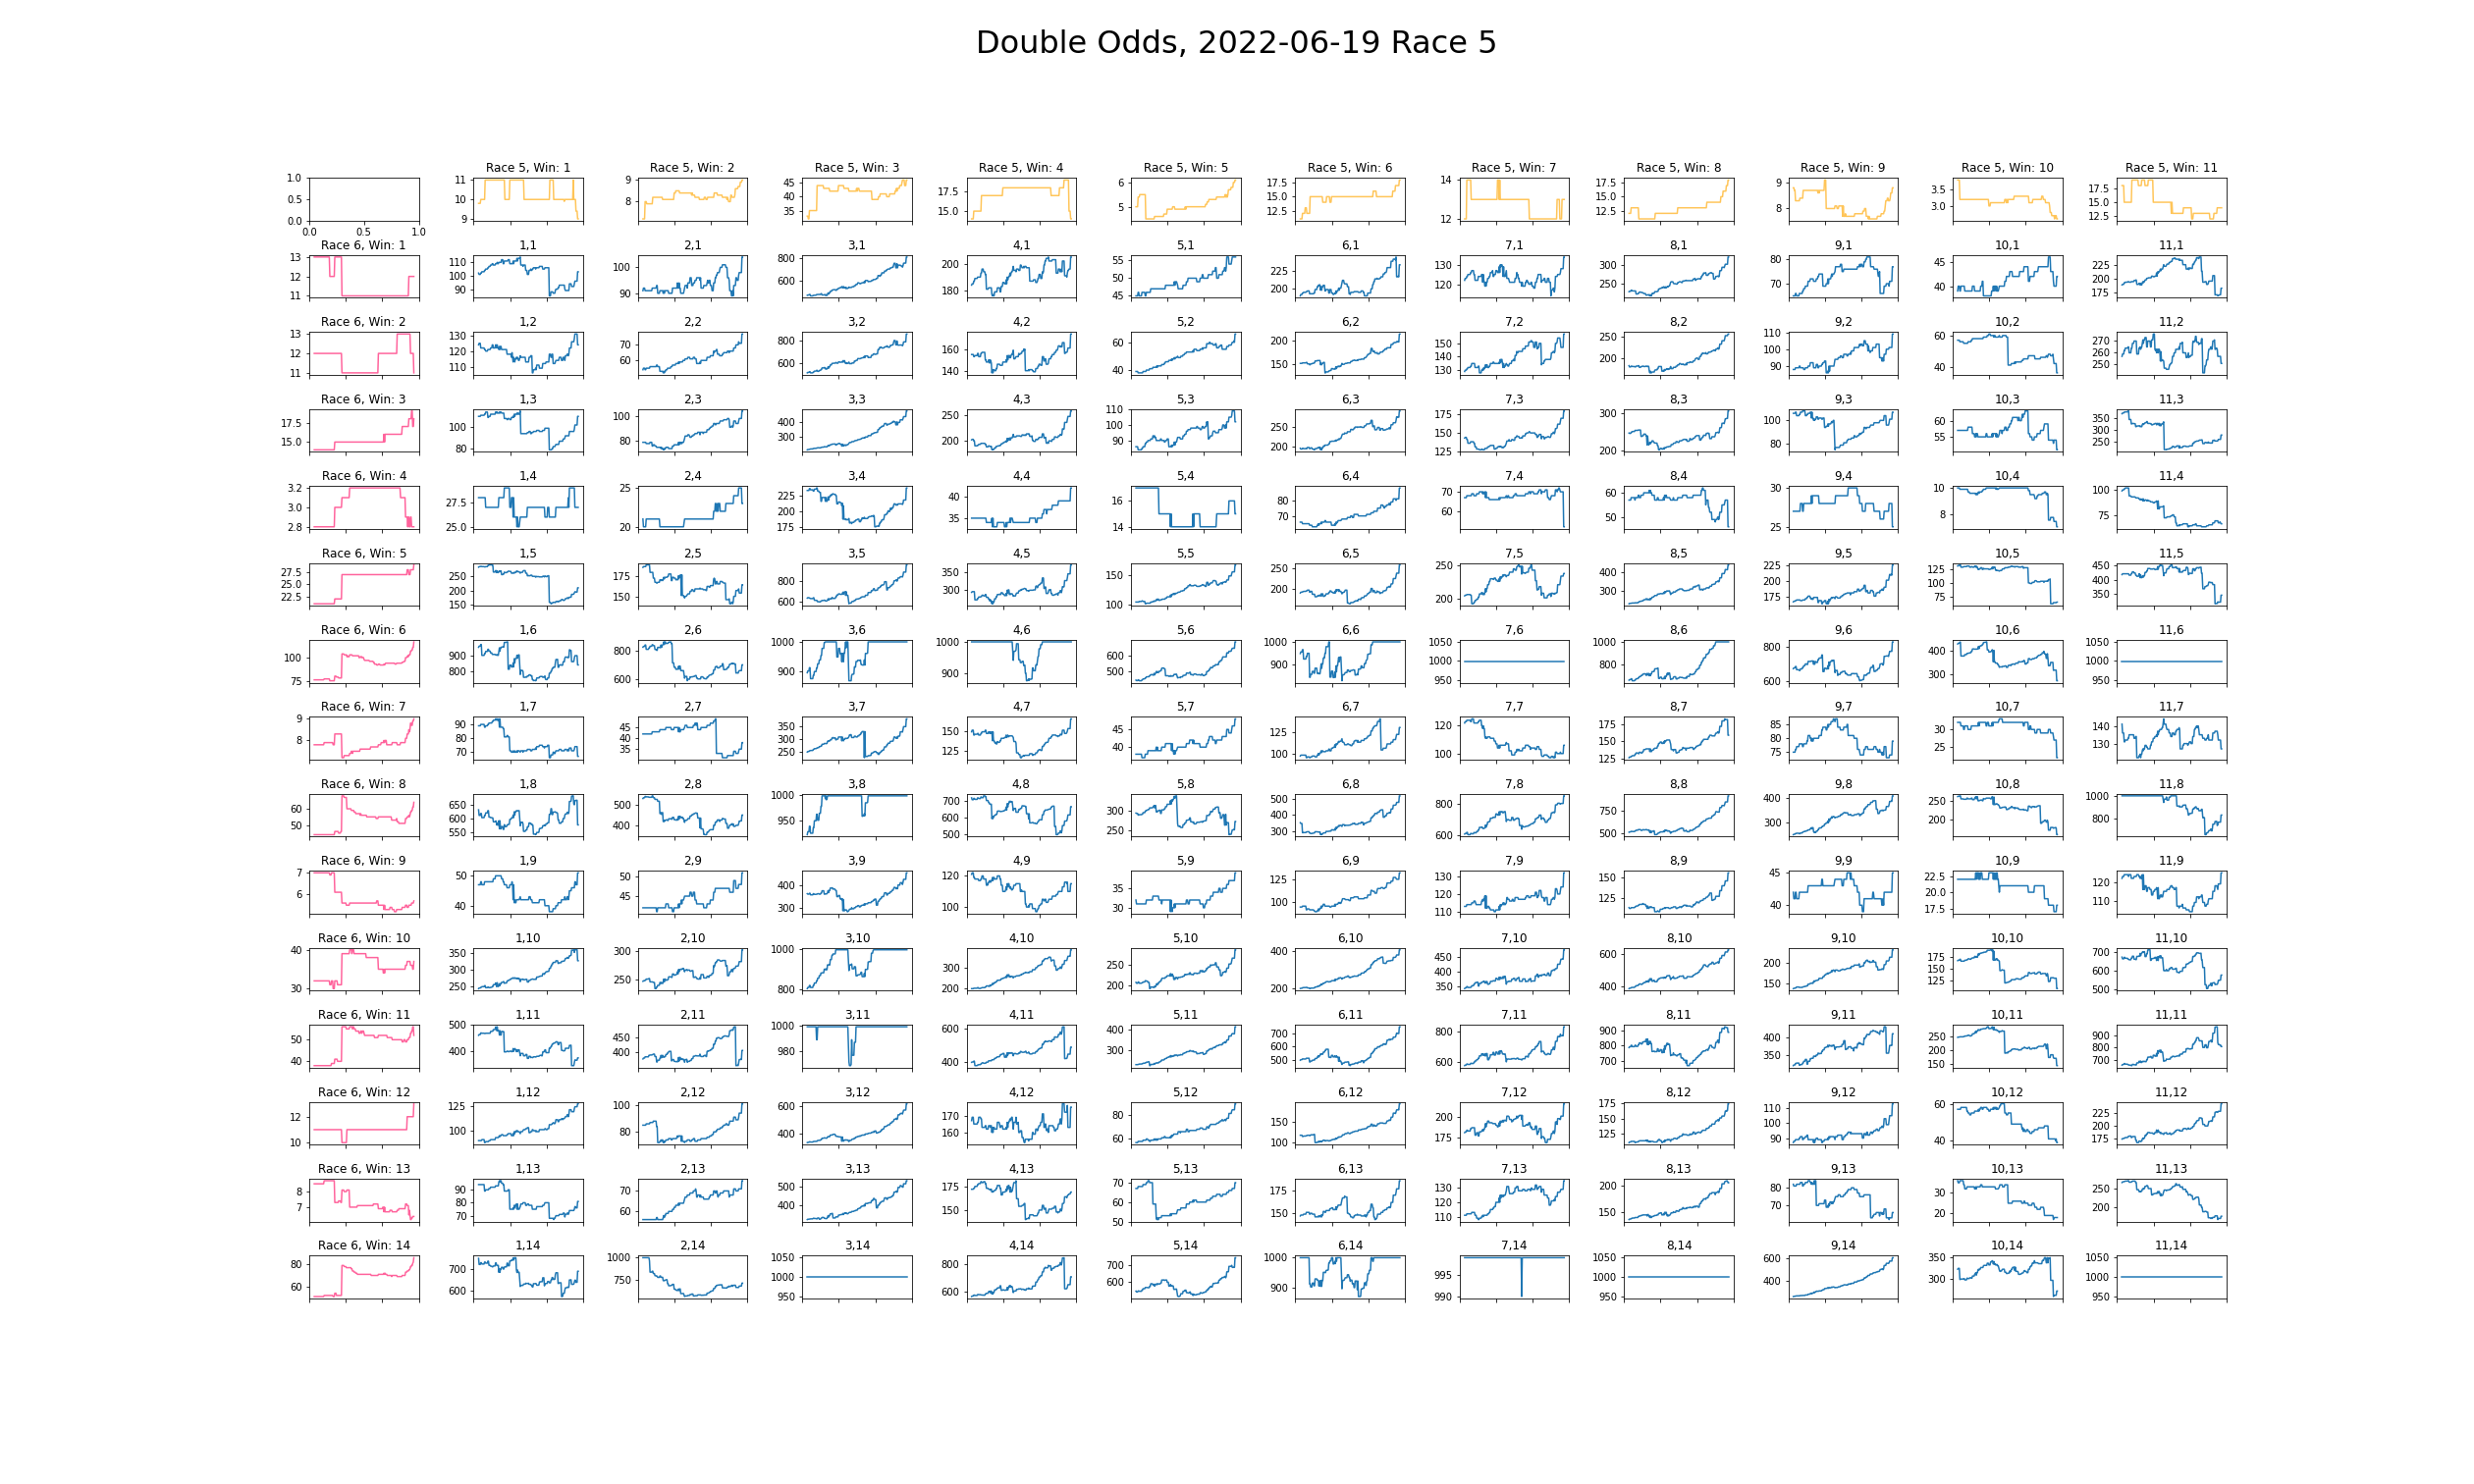 Double Odds, 2022-06-19 Race 5
Race 5, Win: 1 Race 5, Win: 2 Race 5, Win: 3 Race 5, Win: 4 Race 5, Win: 5 Race 5, Win: 6 Race 5, Win: 7 Race 5, Win: 8 Race 5, Win: 9 Race 5, Win: 10 Race 5, Win: 11
1.0 11 9 45 17.5 6 17.5 14 17.5 9 3.5 17.5
0.5 10 8 40 15.0 5 15.0 12 15.0 8 3.0 15.0
0.0 9 35 12.5 12.5 12.5
0.0 0.5 1.0
Race 6, Win: 1 1,1 2,1 3,1 4,1 5,1 6,1 7,1 8,1 9,1 10,1 11,1
13 110 100 800 200 55 225 130 300 80 45 225
12 100 90 600 180 50 200 120 250 70 40 200
11 90 45 175
Race 6, Win: 2 1,2 2,2 3,2 4,2 5,2 6,2 7,2 8,2 9,2 10,2 11,2
13 130 70 800 160 60 200 150 250 110 60 270
12 120 60 600 140 40 150 140 200 100 40 260
11 110 130 90 250
Race 6, Win: 3 1,3 2,3 3,3 4,3 5,3 6,3 7,3 8,3 9,3 10,3 11,3
17.5 100 100 400 250 110 250 175 300 100 60 350
15.0 80 80 300 200 100 200 150 200 80 55 300
90 125 250
Race 6, Win: 4 1,4 2,4 3,4 4,4 5,4 6,4 7,4 8,4 9,4 10,4 11,4
3.2 27.5 25 225 40 16 80 70 60 30 10 100
3.0 25.0 20 200 35 14 70 60 50 25 8 75
2.8 175
Race 6, Win: 5 1,5 2,5 3,5 4,5 5,5 6,5 7,5 8,5 9,5 10,5 11,5
27.5 250 175 800 350 150 250 250 400 225 125 450
25.0 200 150 600 300 100 200 200 300 200 100 400
22.5 150 175 75 350
Race 6, Win: 6 1,6 2,6 3,6 4,6 5,6 6,6 7,6 8,6 9,6 10,6 11,6
100 900 800 1000 1000 600 1000 1050 1000 800 400 1050
75 800 600 900 900 500 900 1000 800 600 300 1000
950 950
Race 6, Win: 7 1,7 2,7 3,7 4,7 5,7 6,7 7,7 8,7 9,7 10,7 11,7
9 90 45 350 150 45 125 120 175 85 30 140
8 80 40 300 125 40 100 100 150 80 25 130
70 35 250 125 75
Race 6, Win: 8 1,8 2,8 3,8 4,8 5,8 6,8 7,8 8,8 9,8 10,8 11,8
60 650 500 1000 700 300 500 800 750 400 250 1000
50 600 400 950 600 250 400 600 500 300 200 800
550 500 300
Race 6, Win: 9 1,9 2,9 3,9 4,9 5,9 6,9 7,9 8,9 9,9 10,9 11,9
7 50 50 400 120 35 125 130 150 45 22.5 120
6 40 45 300 100 30 100 120 125 40 20.0 110
110 17.5
Race 6, Win: 10 1,10 2,10 3,10 4,10 5,10 6,10 7,10 8,10 9,10 10,10 11,10
40 350 300 1000 300 250 400 450 600 200 175 700
30 300 250 800 200 200 200 400 400 150 150 600
250 350 125 500
Race 6, Win: 11 1,11 2,11 3,11 4,11 5,11 6,11 7,11 8,11 9,11 10,11 11,11
50 500 450 1000 600 400 700 800 900 400 250 900
40 400 400 980 400 300 600 600 800 350 200 800
500 700 150 700
Race 6, Win: 12 1,12 2,12 3,12 4,12 5,12 6,12 7,12 8,12 9,12 10,12 11,12
12 125 100 600 170 80 150 200 175 110 60 225
10 100 80 400 160 60 100 175 150 100 40 200
125 90 175
Race 6, Win: 13 1,13 2,13 3,13 4,13 5,13 6,13 7,13 8,13 9,13 10,13 11,13
8 90 70 500 175 70 175 130 200 80 30 250
7 80 60 400 150 60 150 120 150 70 20 200
70 50 110
Race 6, Win: 14 1,14 2,14 3,14 4,14 5,14 6,14 7,14 8,14 9,14 10,14 11,14
80 700 1000 1050 800 700 1000 995 1050 600 350 1050
60 600 750 1000 600 600 900 990 1000 400 300 1000
950 950 950